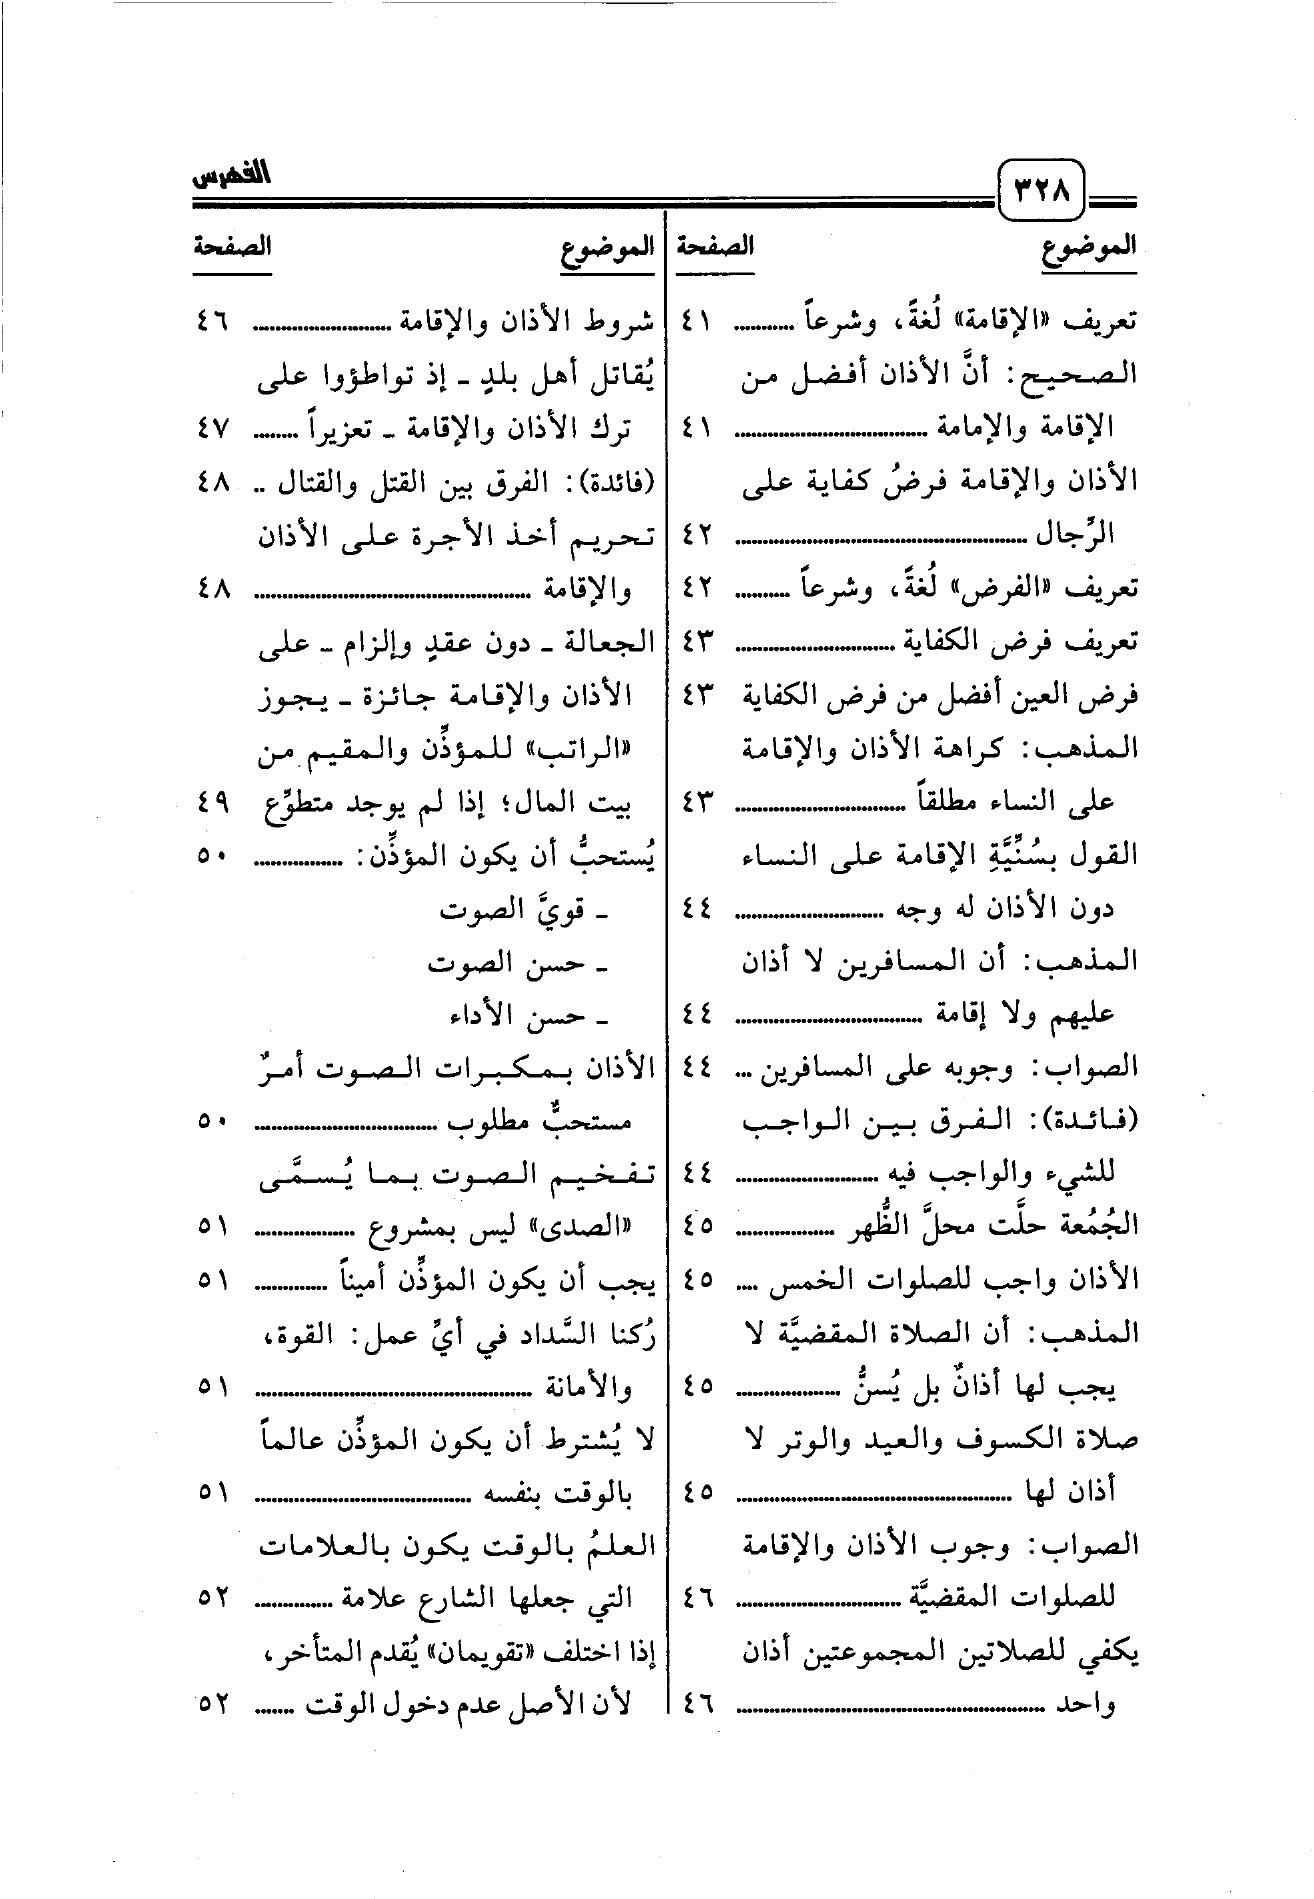 ٣٢٨
الفهرس
الموضوع الصفحة
تعريف «الإقامة» لُغةً، وشرعاً ........... ٤١
الصحيح: أنَّ الأذان أفضل من
الإقامة والإمامة ................................... ٤١
الأذان والإقامة فرضُ كفاية على
الرِّجال ..................................................... ٤٢
تعريف «الفرض» لُغةً، وشرعاً .......... ٤٢
تعريف فرض الكفاية ............................. ٤٣
فرض العين أفضل من فرض الكفاية ٤٣
المذهب: كراهة الأذان والإقامة
على النساء مطلقاً ............................... ٤٣
القول بسُنِّيَّةِ الإقامة على النساء
دون الأذان له وجه ........................... ٤٤
المذهب: أن المسافرين لا أذان
عليهم ولا إقامة .................................. ٤٤
الصواب: وجوبه على المسافرين ... ٤٤
(فائدة): الفرق بين الواجب
للشيء والواجب فيه .......................... ٤٤
الجُمُعة حلَّت محلَّ الظُّهر .................. ٤٥
الأذان واجب للصلوات الخمس .... ٤٥
المذهب: أن الصلاة المقضيَّة لا
يجب لها أذانٌ بل يُسنُّ ................... ٤٥
صلاة الكسوف والعيد والوتر لا
أذان لها .................................................. ٤٥
الصواب: وجوب الأذان والإقامة
للصلوات المقضيَّة .............................. ٤٦
يكفي للصلاتين المجموعتين أذان
واحد ........................................................ ٤٦
الموضوع الصفحة
شروط الأذان والإقامة ......................... ٤٦
يُقاتل أهل بلدٍ ـ إذ تواطؤوا على
ترك الأذان والإقامة ـ تعزيراً ........ ٤٧
(فائدة): الفرق بين القتل والقتال .. ٤٨
تحريم أخذ الأجرة على الأذان
والإقامة .................................................. ٤٨
الجعالة ـ دون عقدٍ وإلزام ـ على
الأذان والإقامة جائزة ـ يجوز
«الراتب» للمؤذِّن والمقيم من
بيت المال؛ إذا لم يوجد متطوِّع ٤٩
يُستحبُّ أن يكون المؤذِّن: ................ ٥٠
ـ قويَّ الصوت
ـ حسن الصوت
ـ حسن الأداء
الأذان بمكبرات الصوت أمرٌ
مستحبٌّ مطلوب ................................. ٥٠
تفخيم الصوت بما يُسمَّى
«الصدى» ليس بمشروع .................. ٥١
يجب أن يكون المؤذِّن أميناً ............. ٥١
رُكنا السَّداد في أيِّ عمل: القوة،
والأمانة .................................................. ٥١
لا يُشترط أن يكون المؤذِّن عالماً
بالوقت بنفسه ....................................... ٥١
العلمُ بالوقت يكون بالعلامات
التي جعلها الشارع علامة .............. ٥٢
إذا اختلف «تقويمان» يُقدم المتأخر،
لأن الأصل عدم دخول الوقت ....... ٥٢